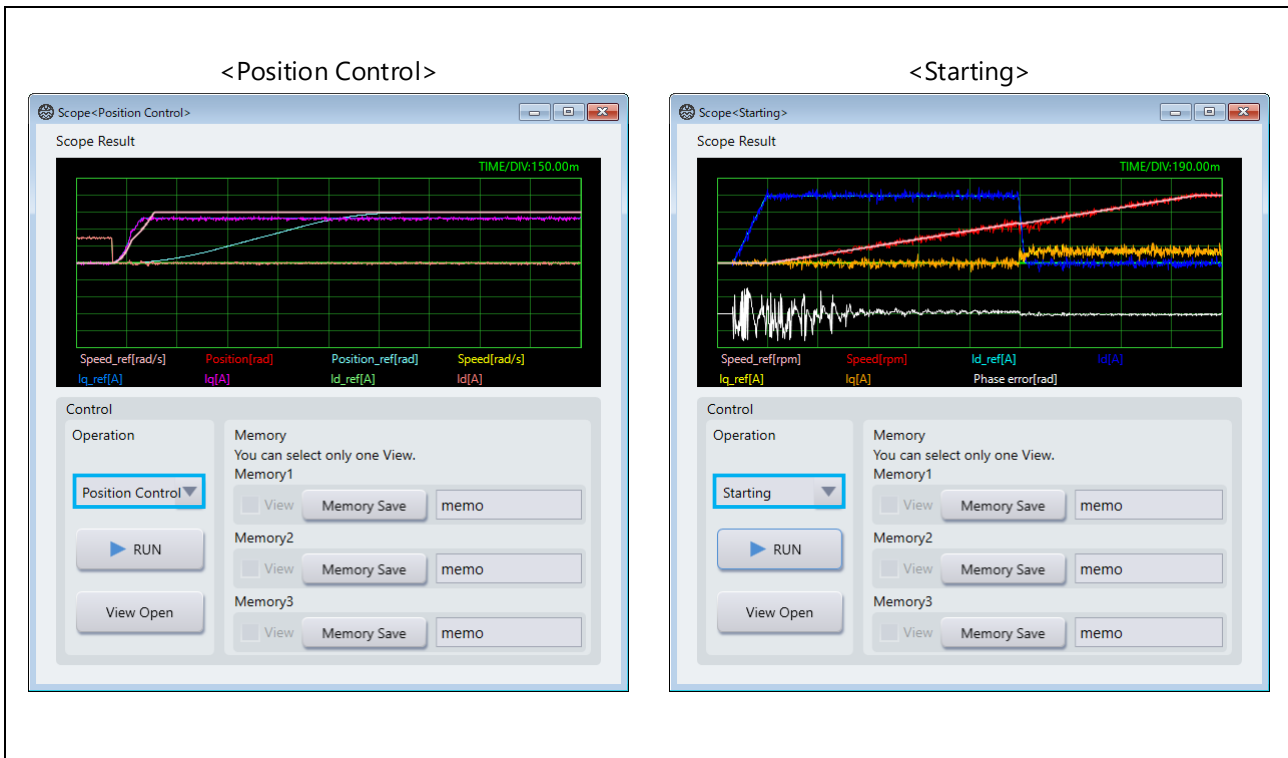 <Position Control>
Scope<Position Control>
Scope Result
TIME/DIV:150.00m
Speed_ref[rad/s] Position[rad] Position_ref[rad] Speed[rad/s]
Iq_ref[A] Iq[A] Id_ref[A] Id[A]
Control
Operation
Position Control
RUN
View Open
Memory
You can select only one View.
Memory1
View Memory Save memo
Memory2
View Memory Save memo
Memory3
View Memory Save memo
<Starting>
Scope<Starting>
Scope Result
TIME/DIV:190.00m
Speed_ref[rpm] Speed[rpm] Id_ref[A] Id[A]
Iq_ref[A] Iq[A] Phase error[rad]
Control
Operation
Starting
RUN
View Open
Memory
You can select only one View.
Memory1
View Memory Save memo
Memory2
View Memory Save memo
Memory3
View Memory Save memo